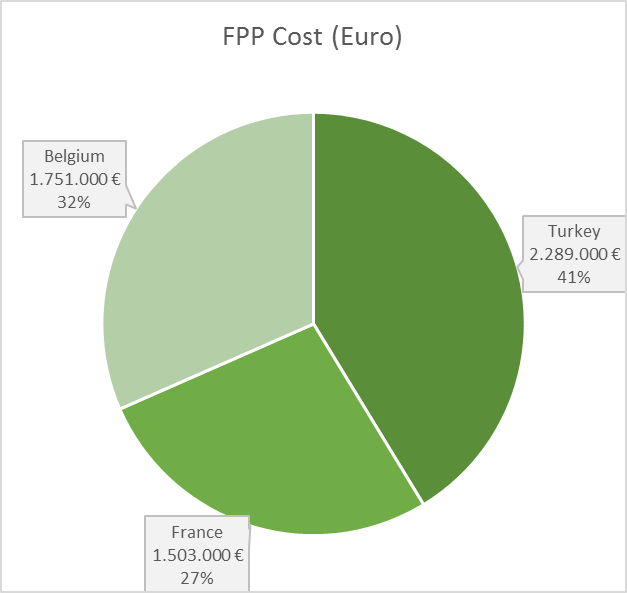 FPP Cost (Euro)
Belgium
1.751.000 €
32%
Turkey
2.289.000 €
41%
France
1.503.000 €
27%